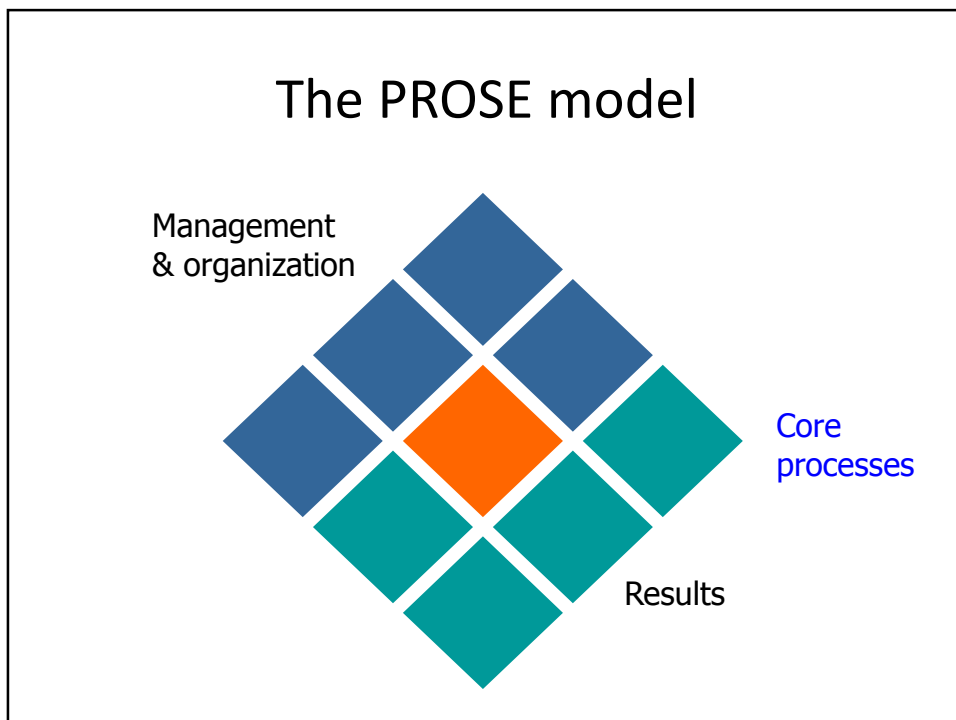 The PROSE model
Management
& organization
Core
processes
Results